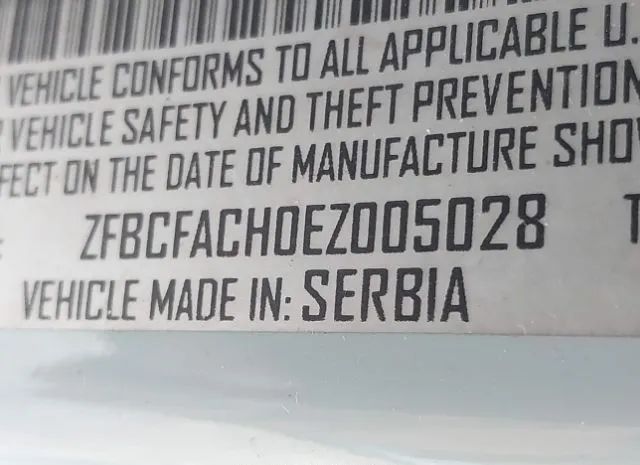 VEHICLE CONFORMS TO ALL APPLICABLE U.
VEHICLE SAFETY AND THEFT PREVENTION
FECT ON THE DATE OF MANUFACTURE SHO
: ZFBCFACH0EZ005028 T
VEHICLE MADE IN: SERBIA